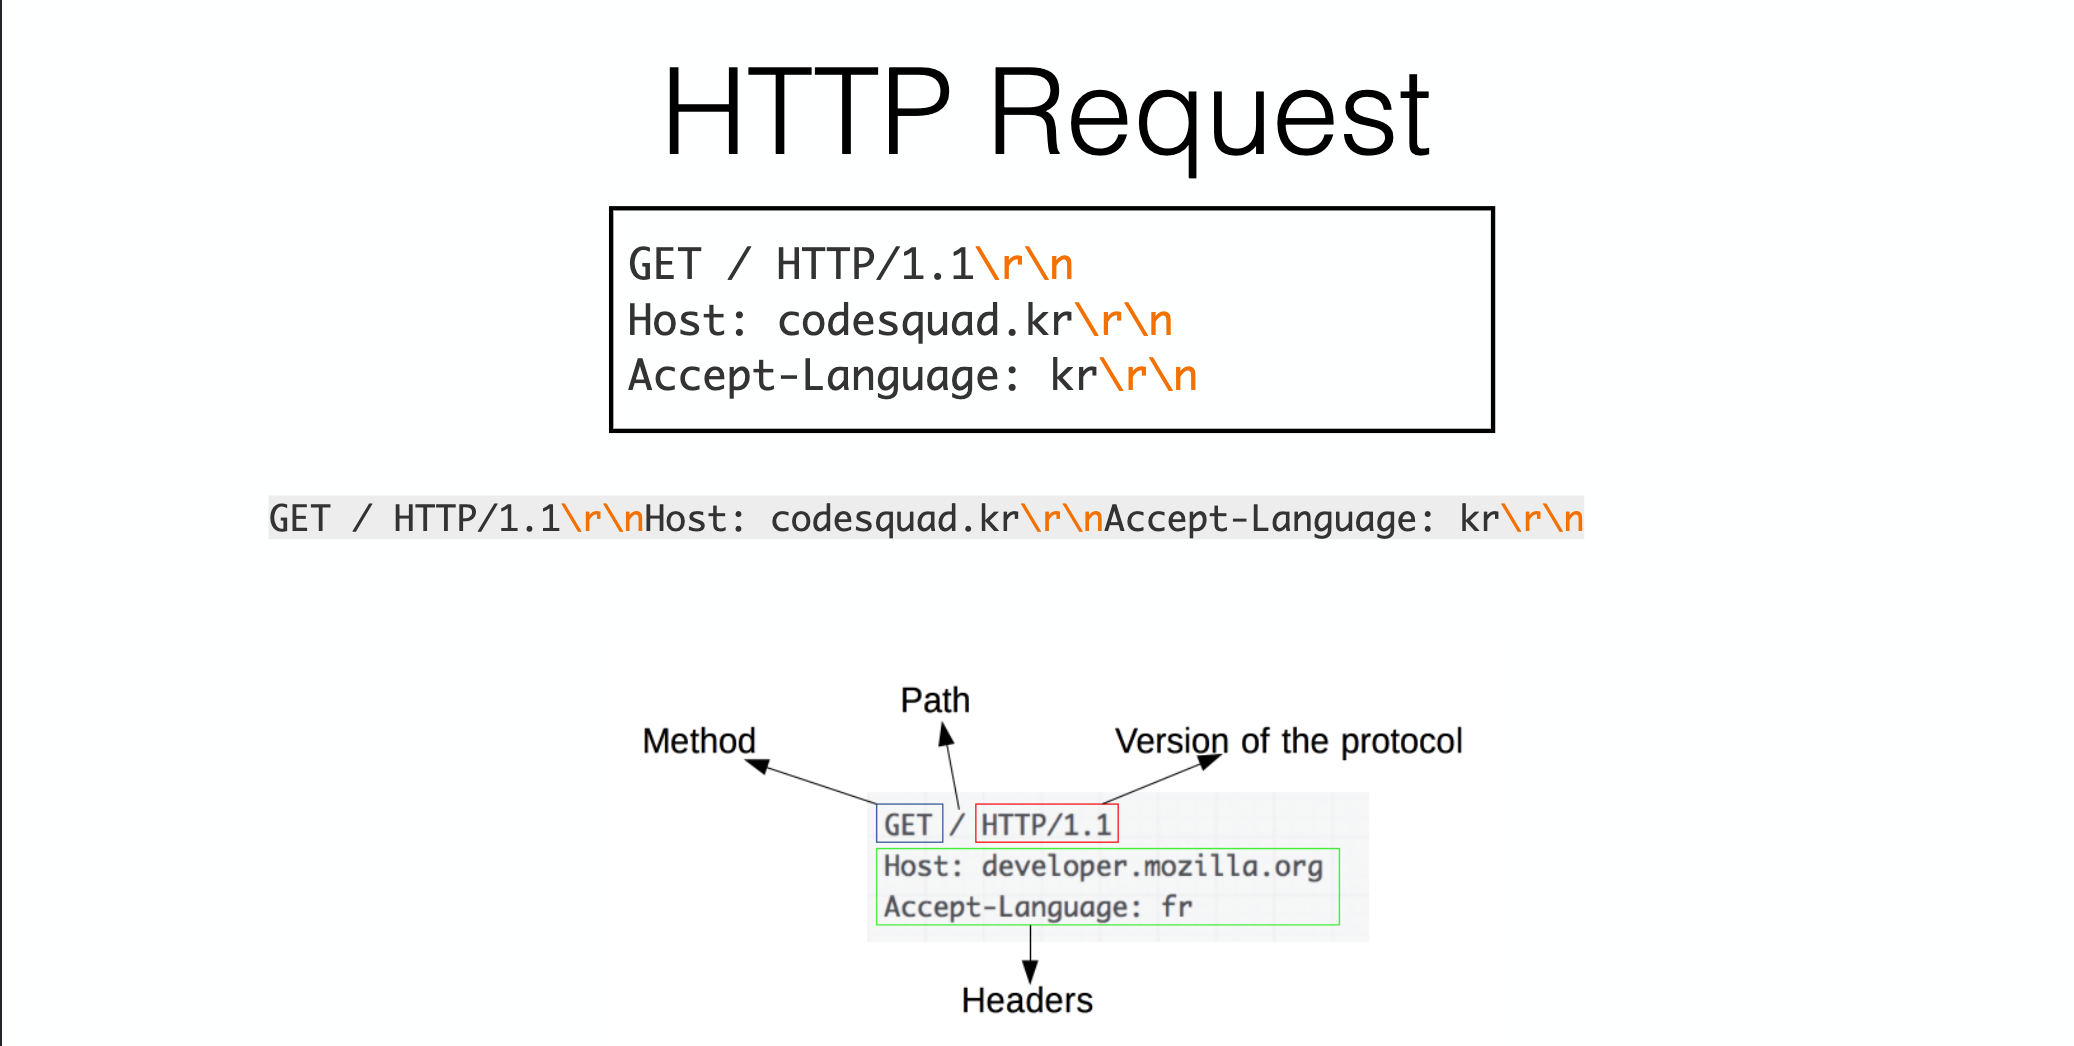 HTTP Request
GET / HTTP/1.1\r\n
Host: codesquad.kr\r\n
Accept-Language: kr\r\n
GET / HTTP/1.1\r\nHost: codesquad.kr\r\nAccept-Language: kr\r\n
Path
Method
Version of the protocol
GET / HTTP/1.1
Host: developer.mozilla.org
Accept-Language: fr
Headers